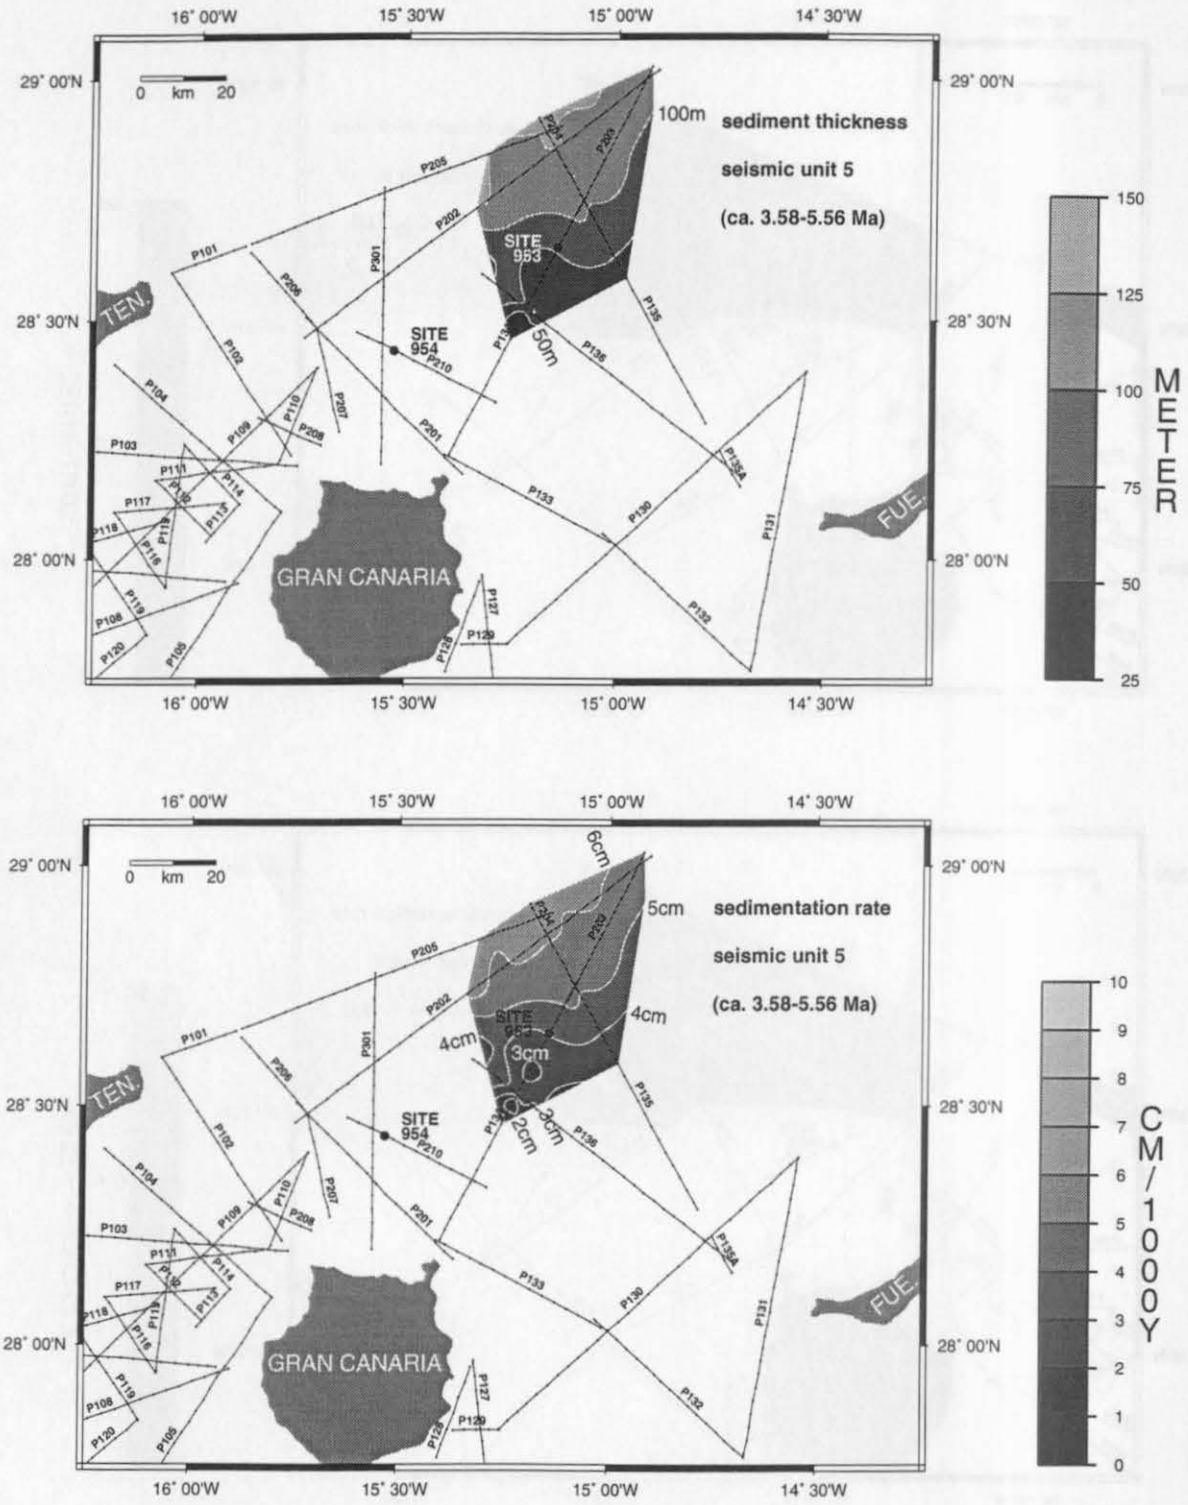 16° 00'W 15° 30'W 15° 00'W 14° 30'W
29° 00'N 29° 00'N
0 km 20
100m
sediment thickness
seismic unit 5
(ca. 3.58-5.56 Ma)
P204
P203
P205
P202
P101
P301
P206
SITE
953
TEN.
28° 30'N 28° 30'N
SITE
954
P210
50m
P135
P136
P102
P104
P110
P207
P109
P208
P201
P103
P111
P114
P112
P113
P117
P118
P116
P133
P130
P135A
P131
FUE.
28° 00'N 28° 00'N
GRAN CANARIA
P119
P108
P120
P105
P127
P129
P128
P132
16° 00'W 15° 30'W 15° 00'W 14° 30'W
150
125
100
75
50
25
METER
16° 00'W 15° 30'W 15° 00'W 14° 30'W
29° 00'N 29° 00'N
0 km 20
6cm
5cm
sedimentation rate
seismic unit 5
(ca. 3.58-5.56 Ma)
P204
P203
P205
P202
P101
P301
P206
SITE
953
4cm
4cm
3cm
TEN.
28° 30'N 28° 30'N
SITE
954
P210
2cm
3cm
P135
P136
P102
P104
P110
P207
P109
P208
P201
P103
P111
P114
P112
P113
P117
P118
P116
P133
P130
P135A
P131
FUE.
28° 00'N 28° 00'N
GRAN CANARIA
P119
P108
P120
P105
P127
P129
P128
P132
16° 00'W 15° 30'W 15° 00'W 14° 30'W
10
9
8
7
6
5
4
3
2
1
0
CM/1000Y